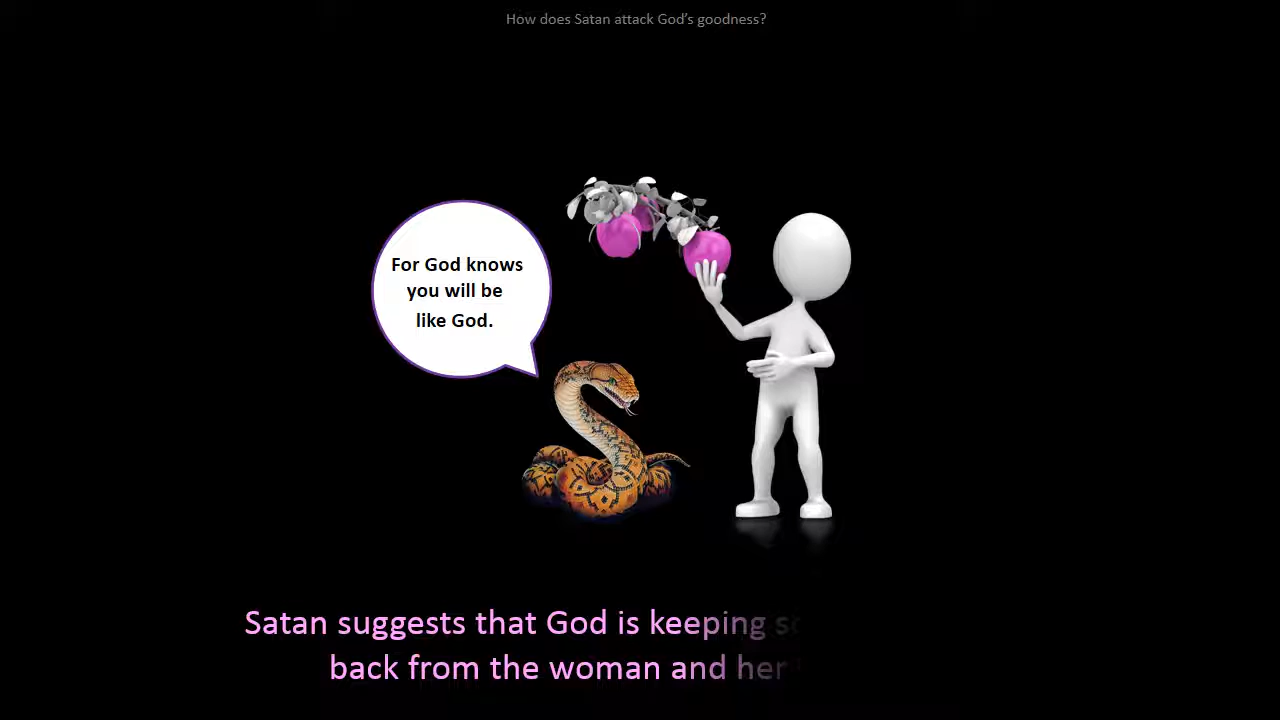 How does Satan attack God’s goodness?
For God knows
you will be
like God.
Satan suggests that God is keeping
back from the woman and her